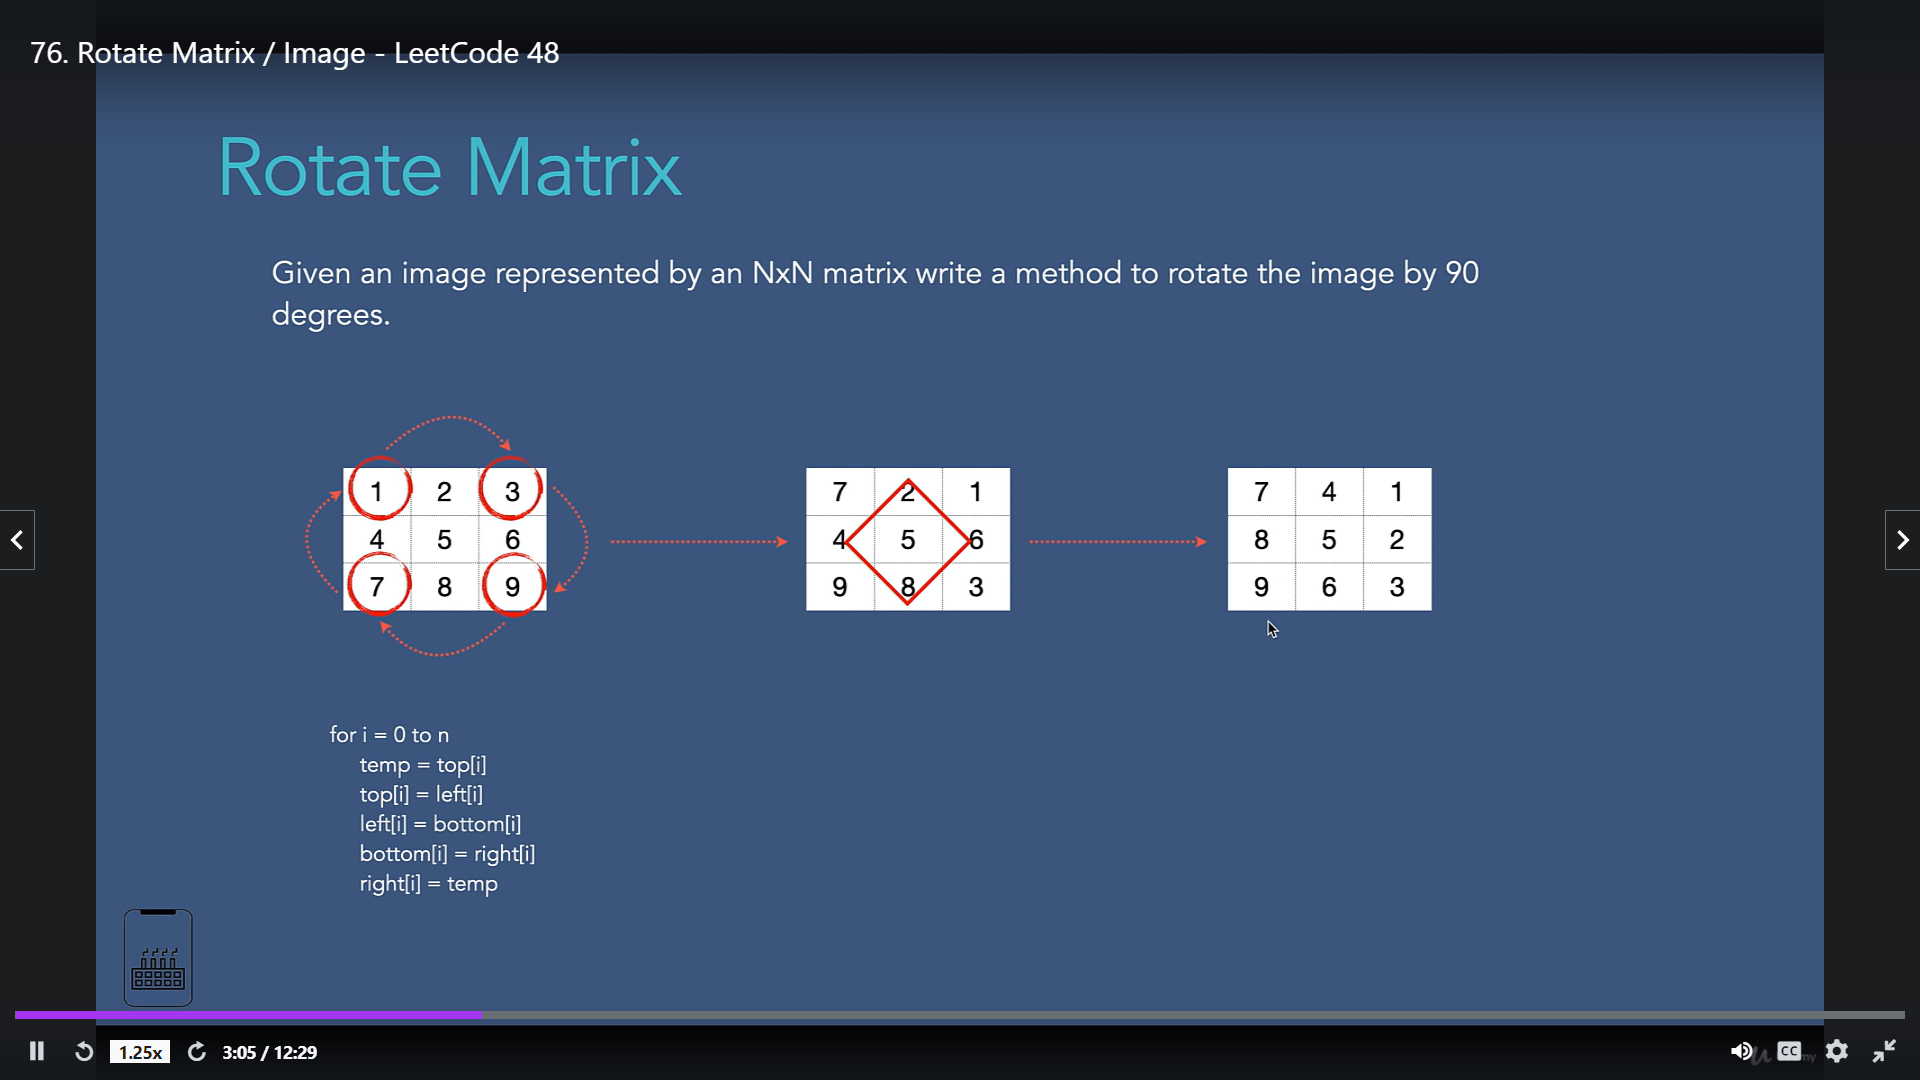 76. Rotate Matrix / Image - LeetCode 48
Rotate Matrix
Given an image represented by an NxN matrix write a method to rotate the image by 90
degrees.
1 2 3
4 5 6
7 8 9
7 2 1
4 5 6
9 8 3
7 4 1
8 5 2
9 6 3
for i = 0 to n
temp = top[i]
top[i] = left[i]
left[i] = bottom[i]
bottom[i] = right[i]
right[i] = temp
1.25x
3:05 / 12:29
CC